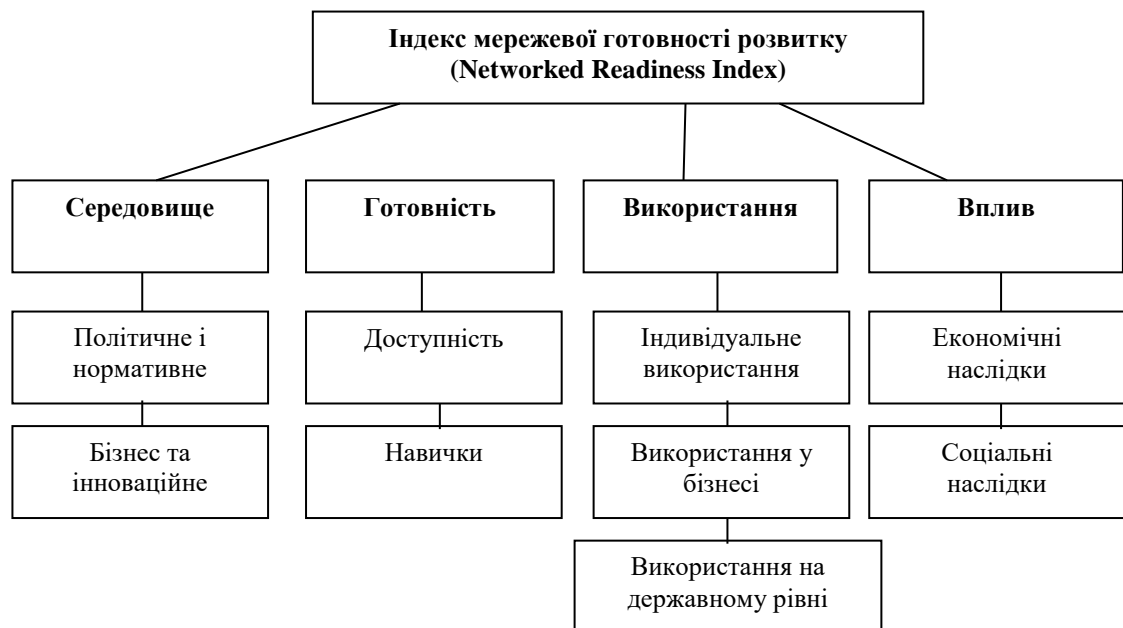 Індекс мережевої готовності розвитку
(Networked Readiness Index)
Середовище
Готовність
Використання
Вплив
Політичне і
нормативне
Доступність
Індивідуальне
використання
Економічні
наслідки
Бізнес та
інноваційне
Навички
Використання у
бізнесі
Соціальні
наслідки
Використання на
державному рівні